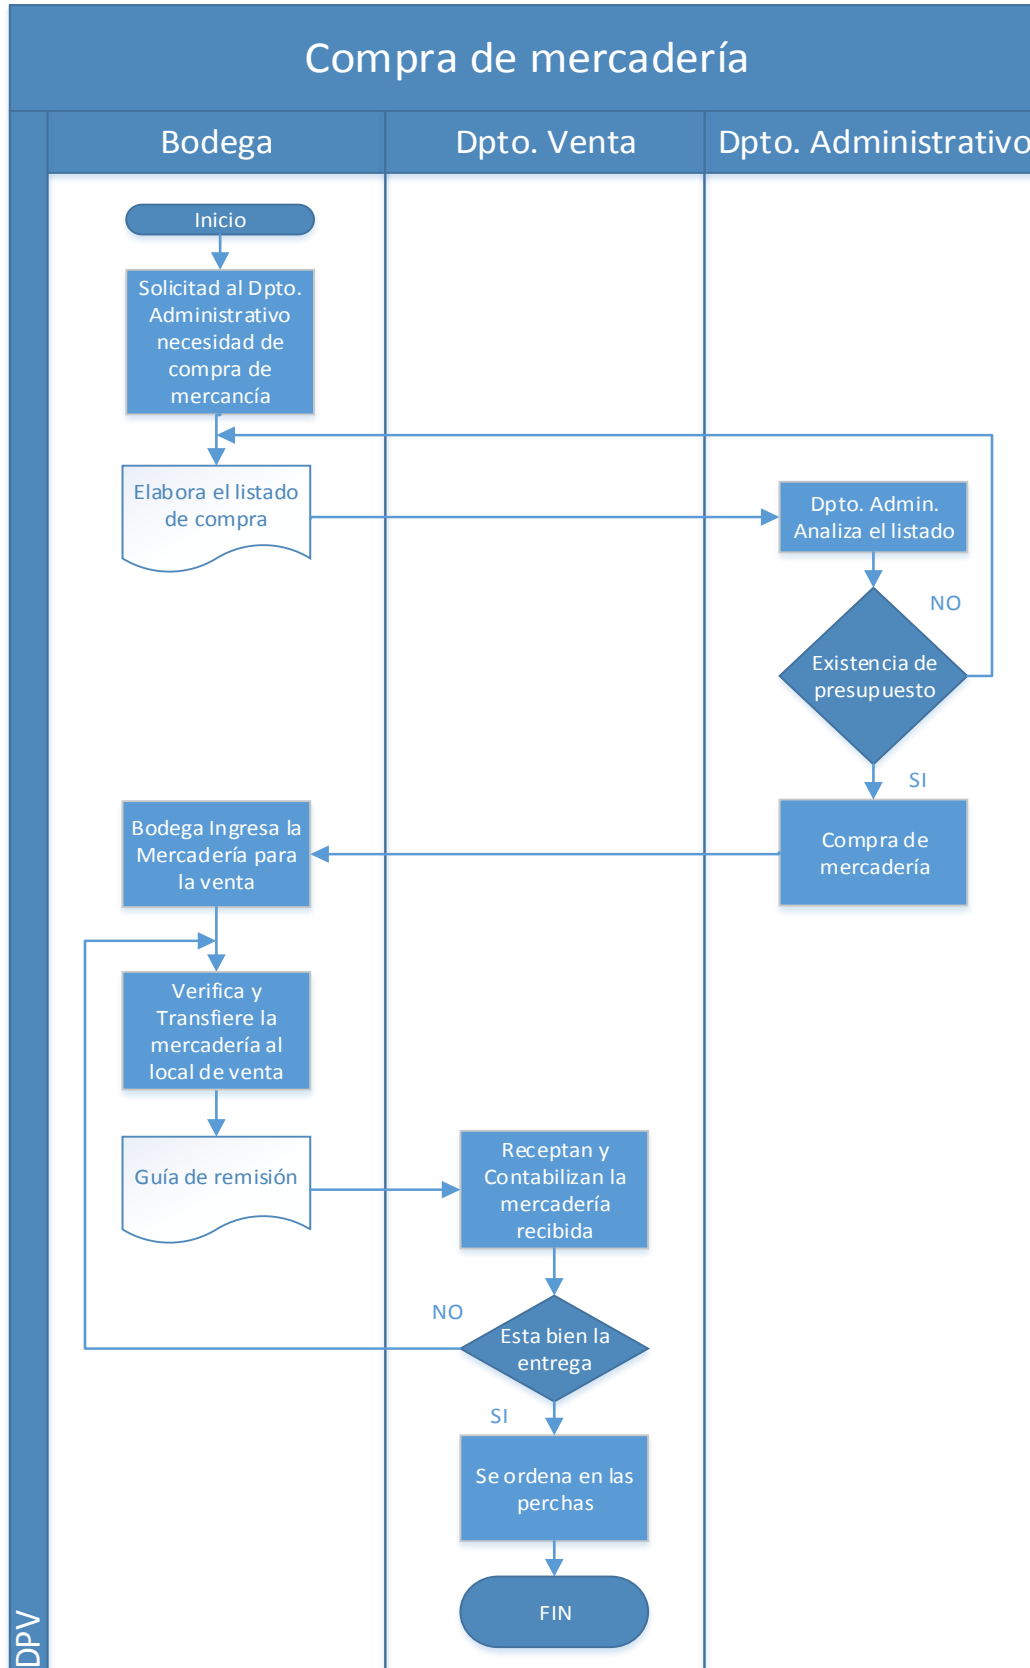 Compra de mercadería
Bodega
Dpto. Venta
Dpto. Administrativo
Inicio
Solicitad al Dpto.
Administrativo
necesidad de
compra de
mercancía
Elabora el listado
de compra
Dpto. Admin.
Analiza el listado
NO
Existencia de
presupuesto
SI
Compra de
mercadería
Bodega Ingresa la
Mercadería para
la venta
Verifica y
Transfiere la
mercadería al
local de venta
Guía de remisión
Receptan y
Contabilizan la
mercadería
recibida
NO
Esta bien la
entrega
SI
Se ordena en las
perchas
FIN
DPV